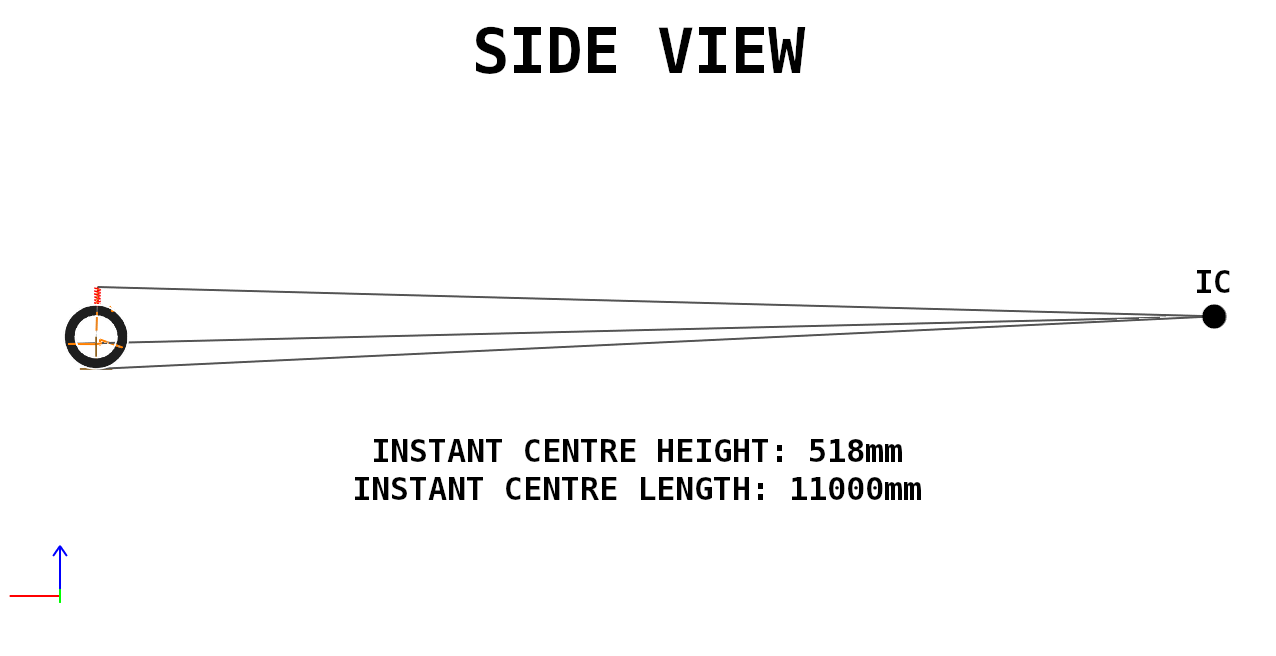 SIDE VIEW
IC
INSTANT CENTRE HEIGHT: 518mm
INSTANT CENTRE LENGTH: 11000mm